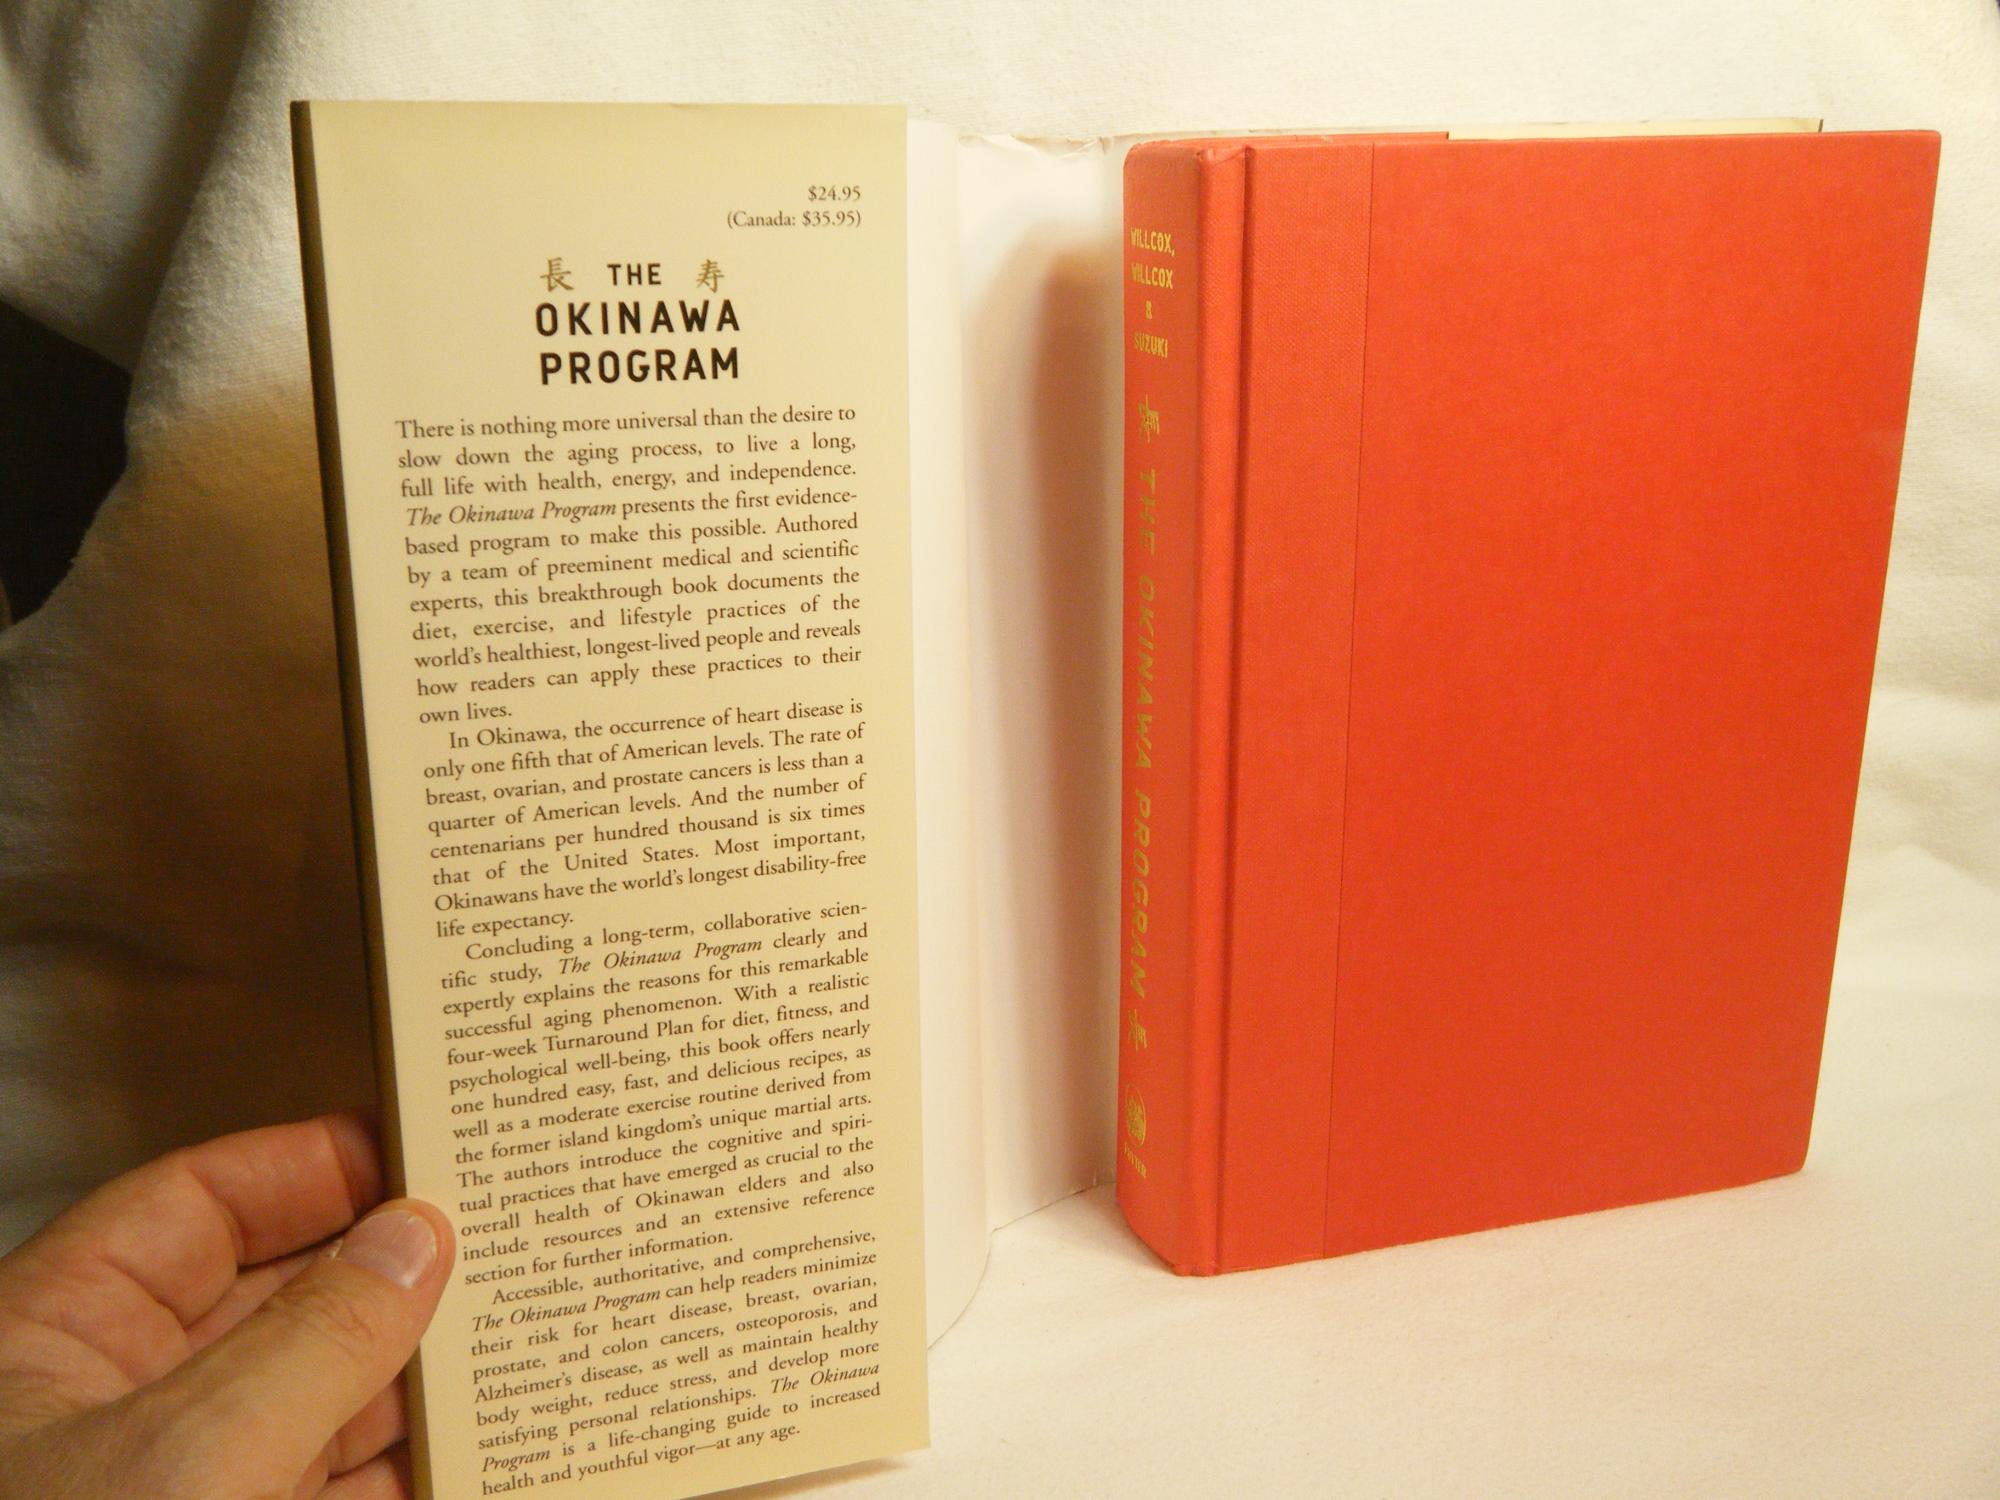 $24.95
(Canada: $35.95)
長 THE 寿
OKINAWA
PROGRAM
There is nothing more universal than the desire to
slow down the aging process, to live a long,
full life with health, energy, and independence.
The Okinawa Program presents the first evidence-
based program to make this possible. Authored
by a team of preeminent medical and scientific
experts, this breakthrough book documents the
diet, exercise, and lifestyle practices of the
world's healthiest, longest-lived people and reveals
how readers can apply these practices to their
own lives.
In Okinawa, the occurrence of heart disease is
only one fifth that of American levels. The rate of
breast, ovarian, and prostate cancers is less than a
quarter of American levels. And the number of
centenarians per hundred thousand is six times
that of the United States. Most important,
Okinawans have the world's longest disability-free
life expectancy.
Concluding a long-term, collaborative scien-
tific study, The Okinawa Program clearly and
expertly explains the reasons for this remarkable
successful aging phenomenon. With a realistic
four-week Turnaround Plan for diet, fitness, and
psychological well-being, this book offers nearly
one hundred easy, fast, and delicious recipes, as
well as a moderate exercise routine derived from
the former island kingdom's unique martial arts.
The authors introduce the cognitive and spiri-
tual practices that have emerged as crucial to the
overall health of Okinawan elders and also
include resources and an extensive reference
section for further information.
Accessible, authoritative, and comprehensive,
The Okinawa Program can help readers minimize
their risk for heart disease, breast, ovarian,
prostate, and colon cancers, osteoporosis, and
Alzheimer's disease, as well as maintain healthy
body weight, reduce stress, and develop more
satisfying personal relationships. The Okinawa
Program is a life-changing guide to increased
health and youthful vigor—at any age.
WILLCOX,
WILLCOX
&
SUZUKI
長 THE OKINAWA PROGRAM